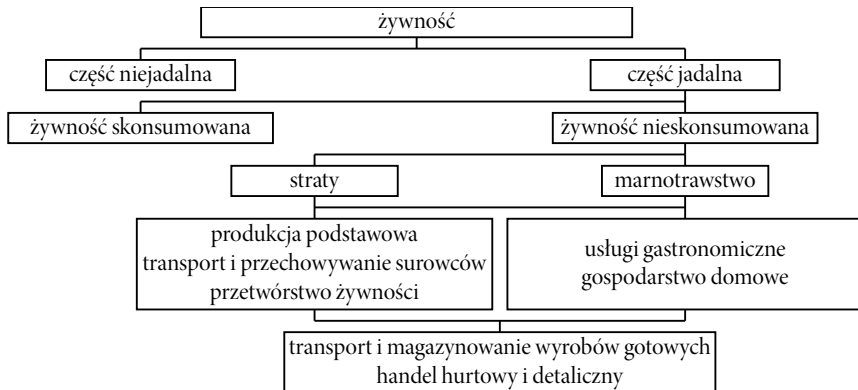 żywność
część niejadalna
część jadalna
żywność skonsumowana
żywność nieskonsumowana
straty
marnotrawstwo
produkcja podstawowa
transport i przechowywanie surowców
przetwórstwo żywności
usługi gastronomiczne
gospodarstwo domowe
transport i magazynowanie wyrobów gotowych
handel hurtowy i detaliczny